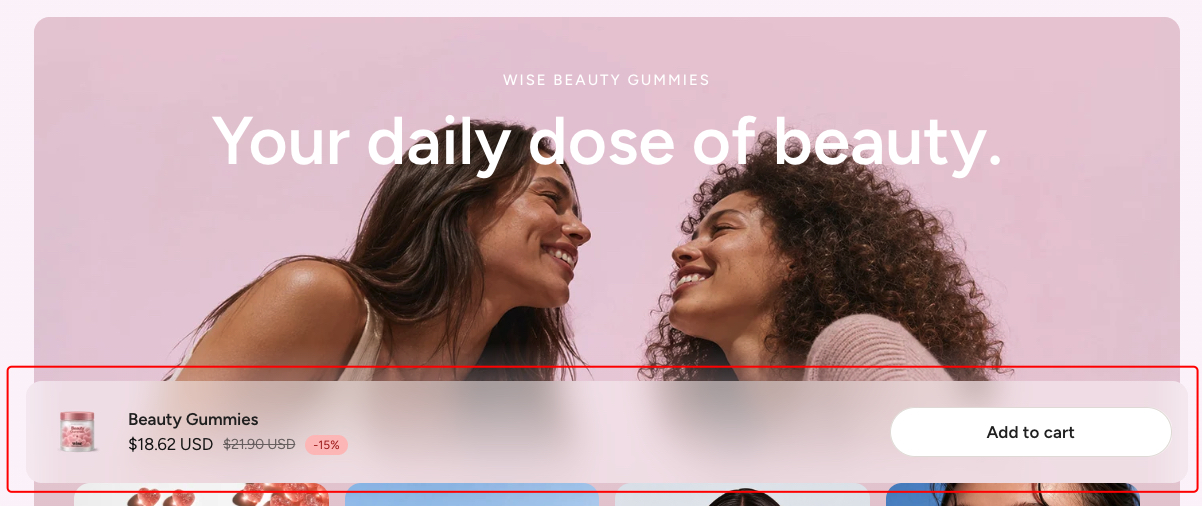 WISE BEAUTY GUMMIES
Your daily dose of beauty.
Beauty Gummies
$18.62 USD $21.90 USD -15%
Add to cart